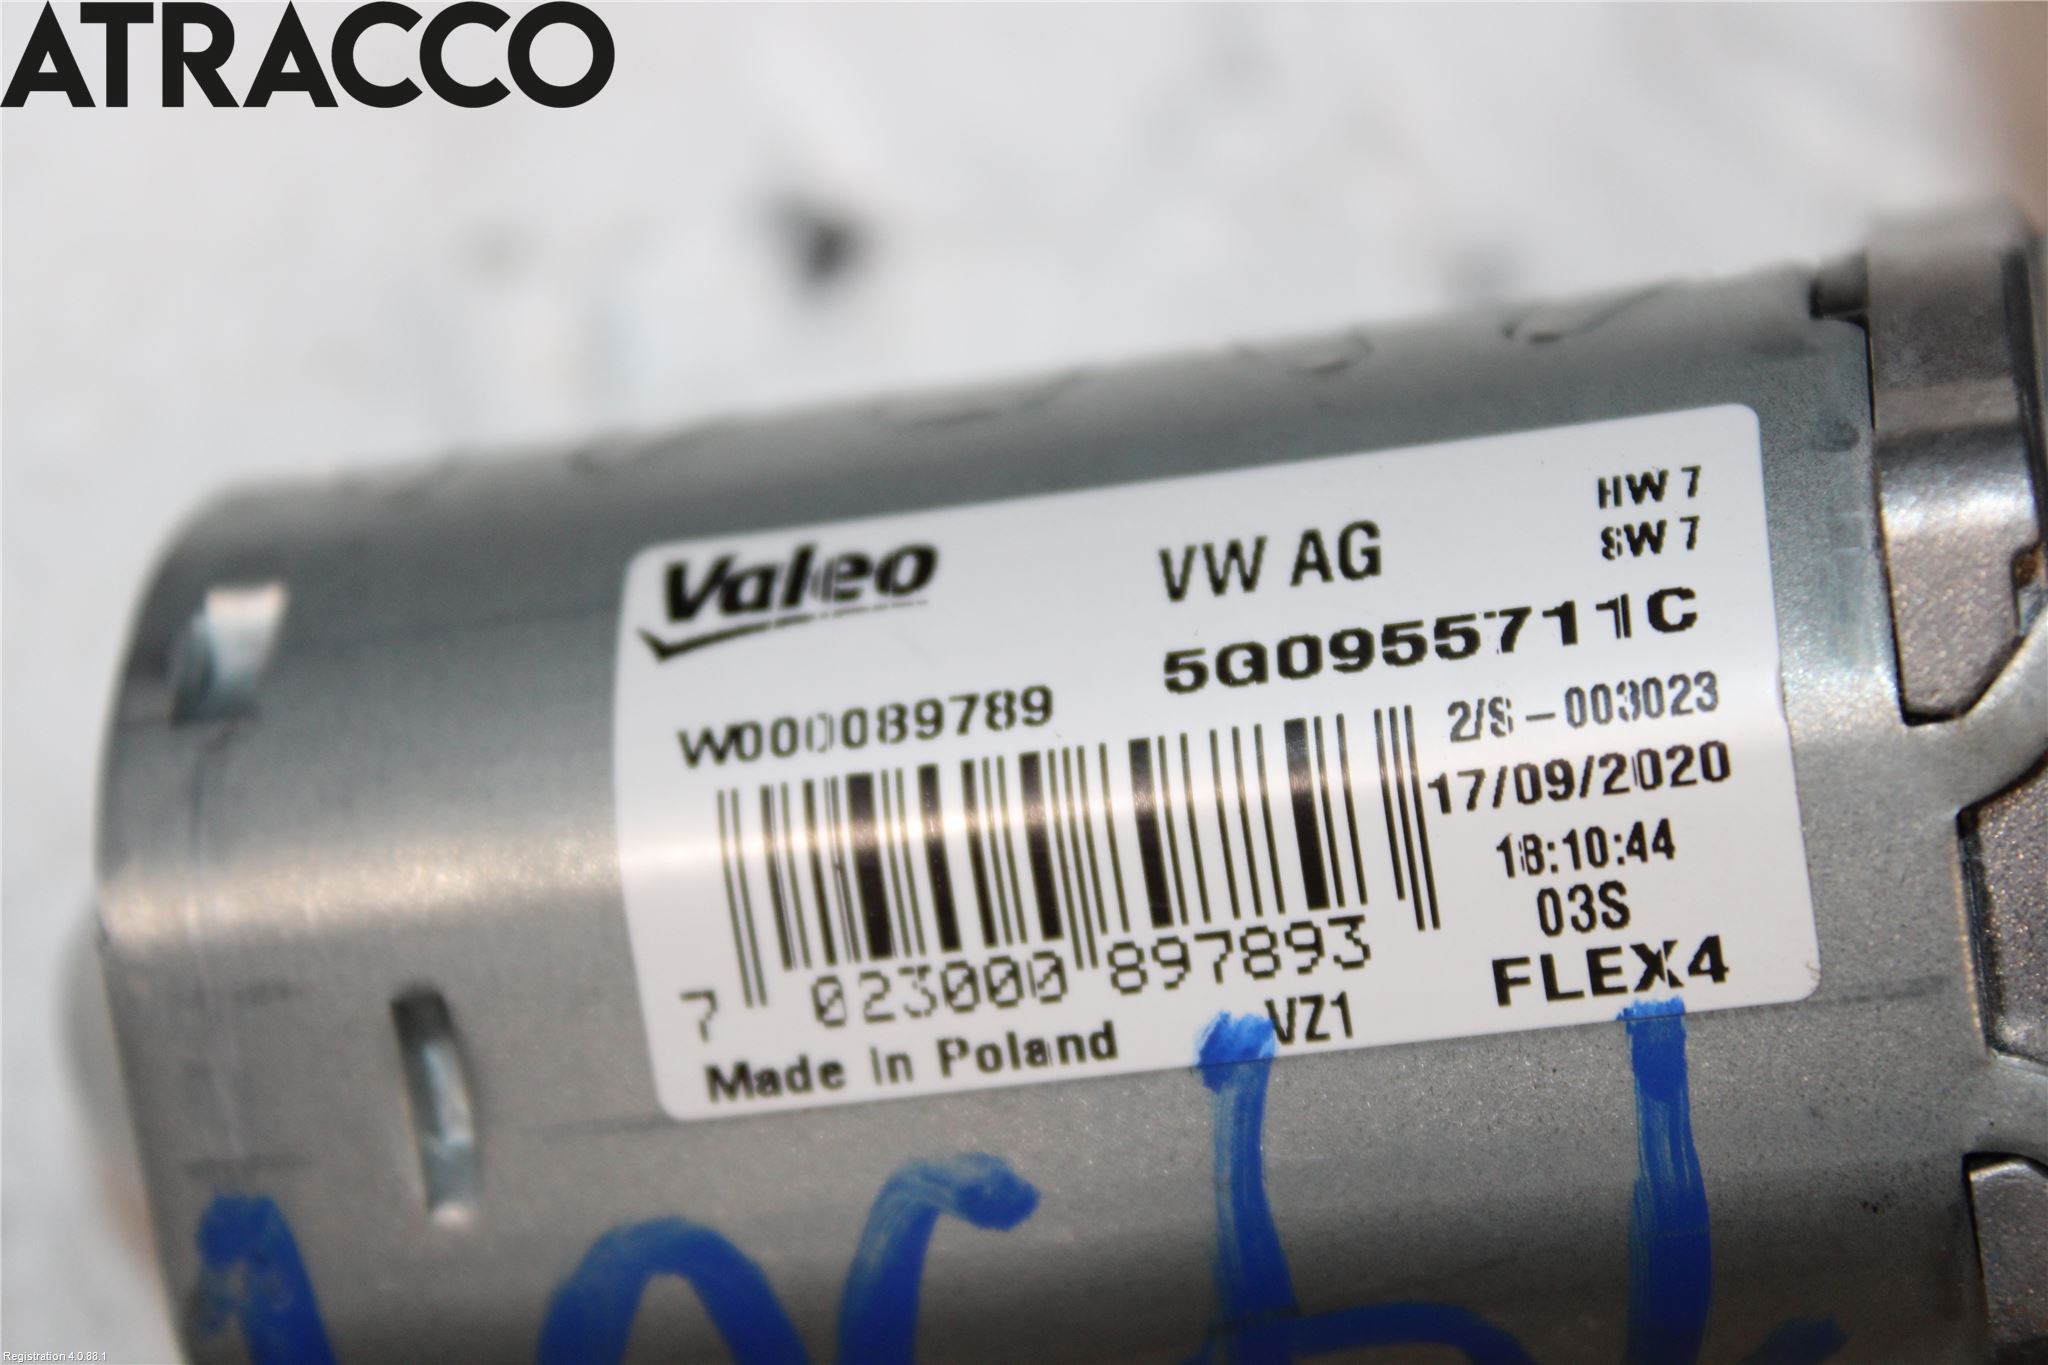 ATRACCO
Valeo
VW AG
HW 7
SW 7
5G0955711C
W000089789
2/S - 003023
17/09/2020
18:10:44
03S
FLEX4
7 023000 897893
VZ1
Made in Poland
Registration 4.0.88.1